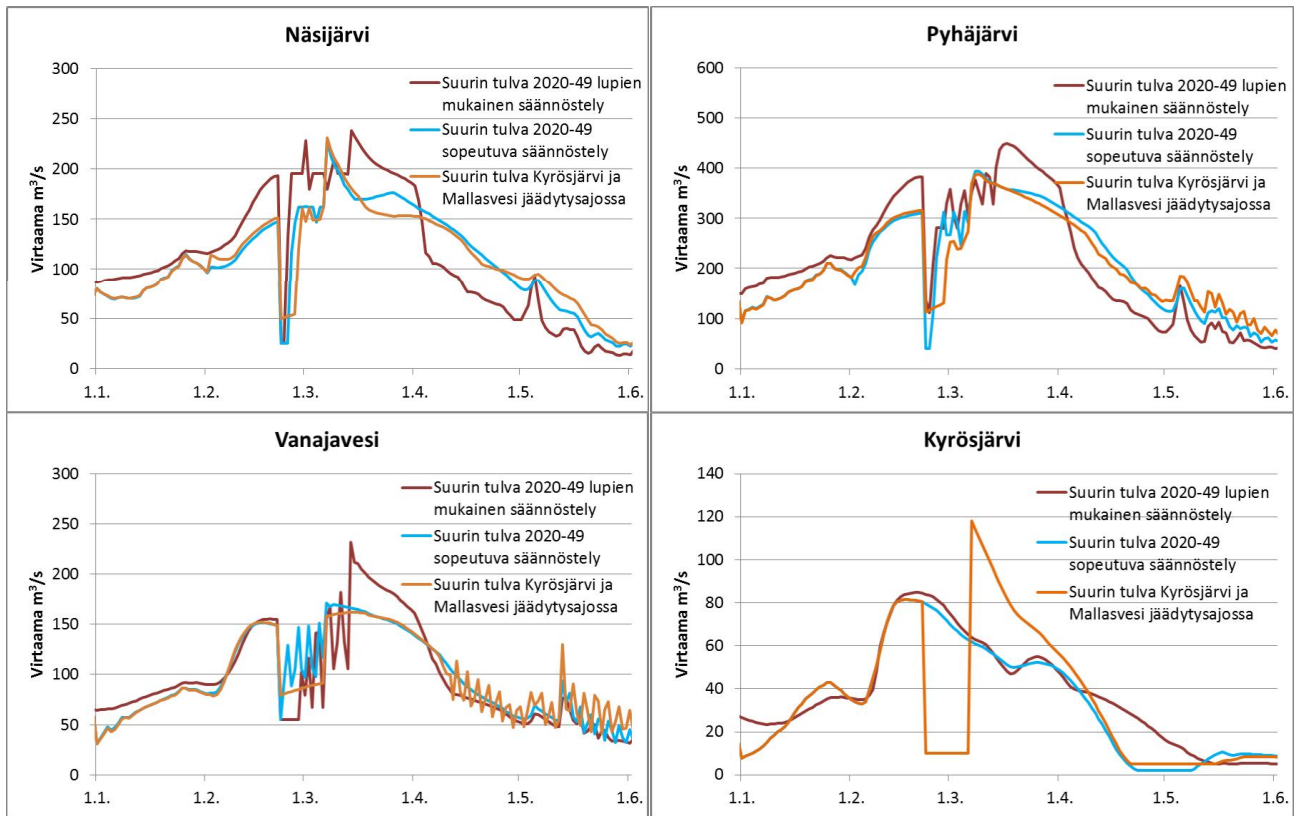 Näsijärvi
300
250
200
150
100
50
0
Virtaama m³/s
Suurin tulva 2020-49 lupien
mukainen säännöstely
Suurin tulva 2020-49
sopeutuva säännöstely
Suurin tulva Kyrösjärvi ja
Mallasvesi jäädytysajossa
1.1. 1.2. 1.3. 1.4. 1.5. 1.6.
Pyhäjärvi
600
500
400
300
200
100
0
Virtaama m³/s
Suurin tulva 2020-49 lupien
mukainen säännöstely
Suurin tulva 2020-49
sopeutuva säännöstely
Suurin tulva Kyrösjärvi ja
Mallasvesi jäädytysajossa
1.1. 1.2. 1.3. 1.4. 1.5. 1.6.
Vanajavesi
300
250
200
150
100
50
0
Virtaama m³/s
Suurin tulva 2020-49 lupien
mukainen säännöstely
Suurin tulva 2020-49
sopeutuva säännöstely
Suurin tulva Kyrösjärvi ja
Mallasvesi jäädytysajossa
1.1. 1.2. 1.3. 1.4. 1.5. 1.6.
Kyrösjärvi
140
120
100
80
60
40
20
0
Virtaama m³/s
Suurin tulva 2020-49 lupien
mukainen säännöstely
Suurin tulva 2020-49
sopeutuva säännöstely
Suurin tulva Kyrösjärvi ja
Mallasvesi jäädytysajossa
1.1. 1.2. 1.3. 1.4. 1.5. 1.6.